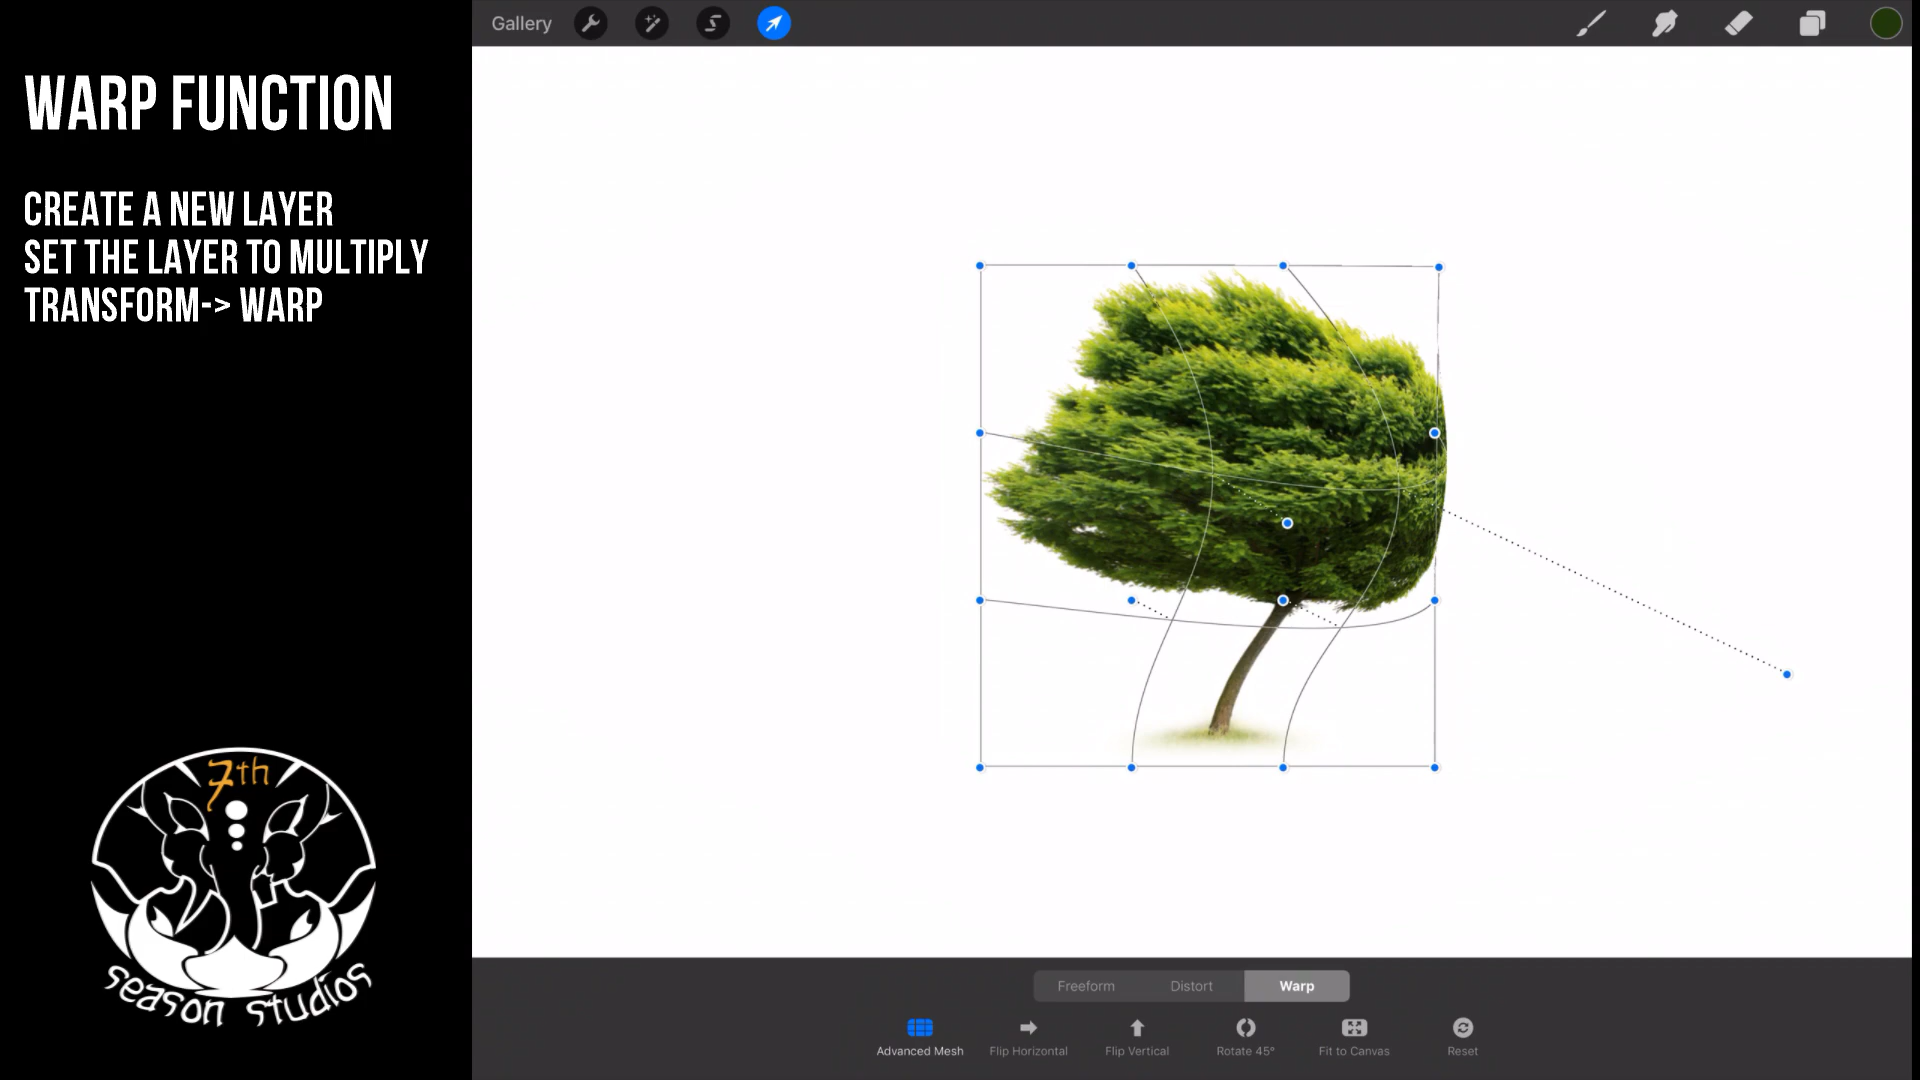 Gallery
WARP FUNCTION
CREATE A NEW LAYER
SET THE LAYER TO MULTIPLY
TRANSFORM-> WARP
7th
season studios
Freeform Distort Warp
Advanced Mesh Flip Horizontal Flip Vertical Rotate 45° Fit to Canvas Reset